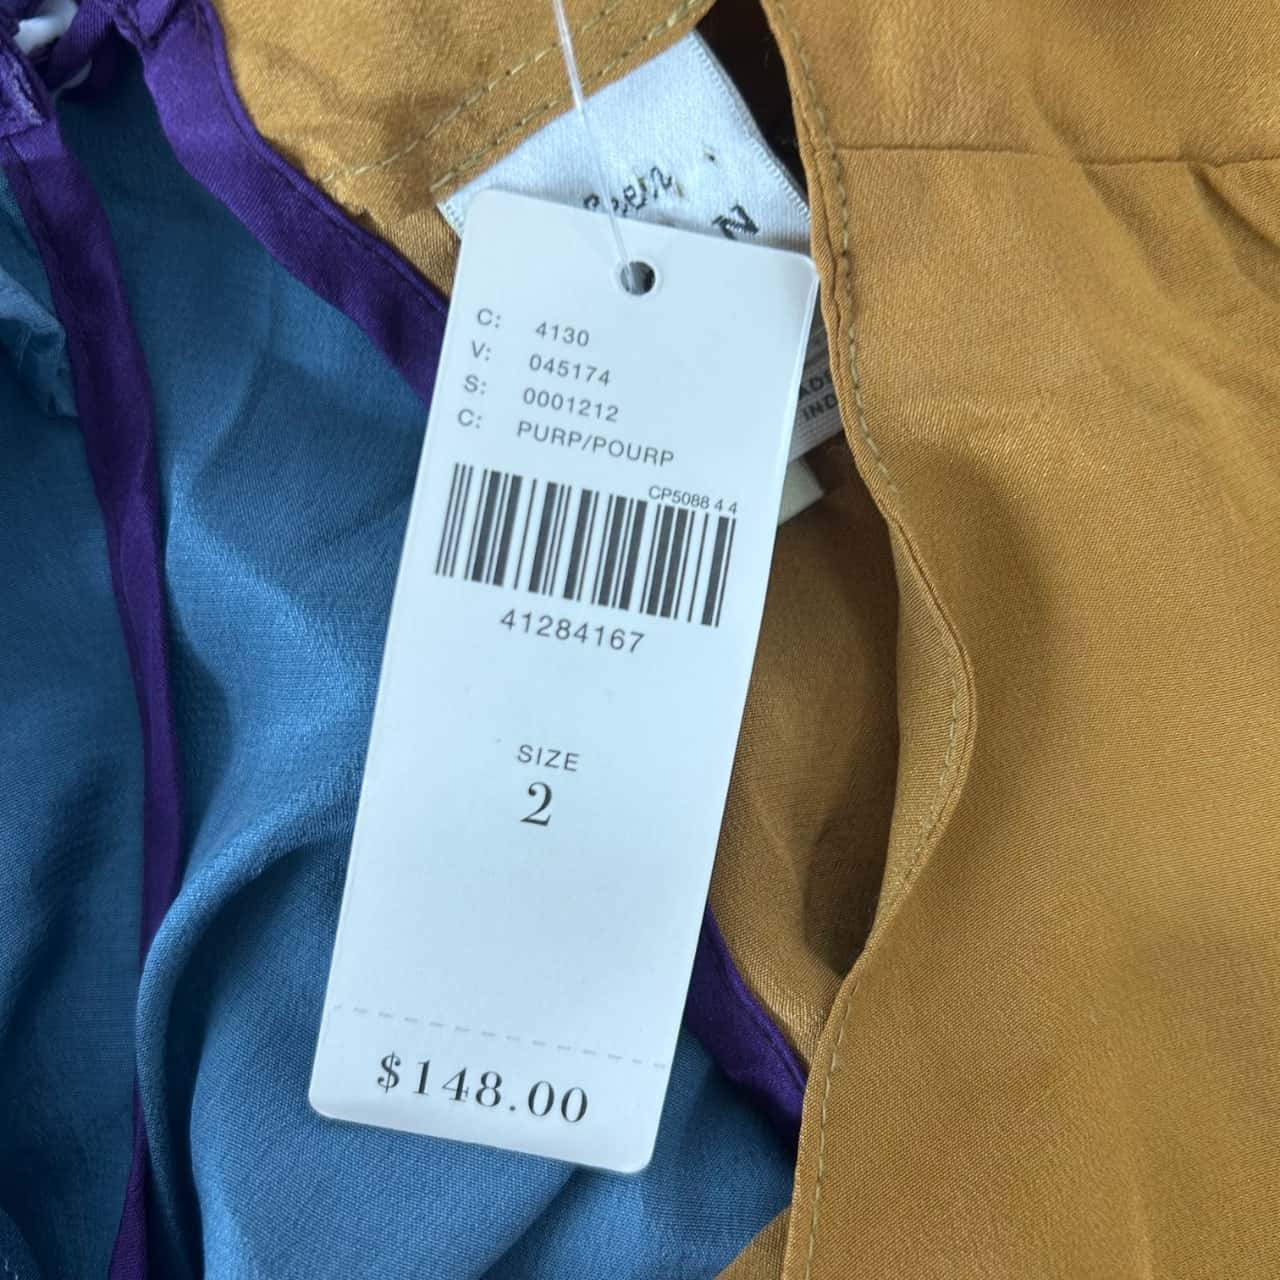 C: 4130
V: 045174
S: 0001212
C: PURP/POURP
CP5088 4 4
41284167
SIZE
2
$148.00